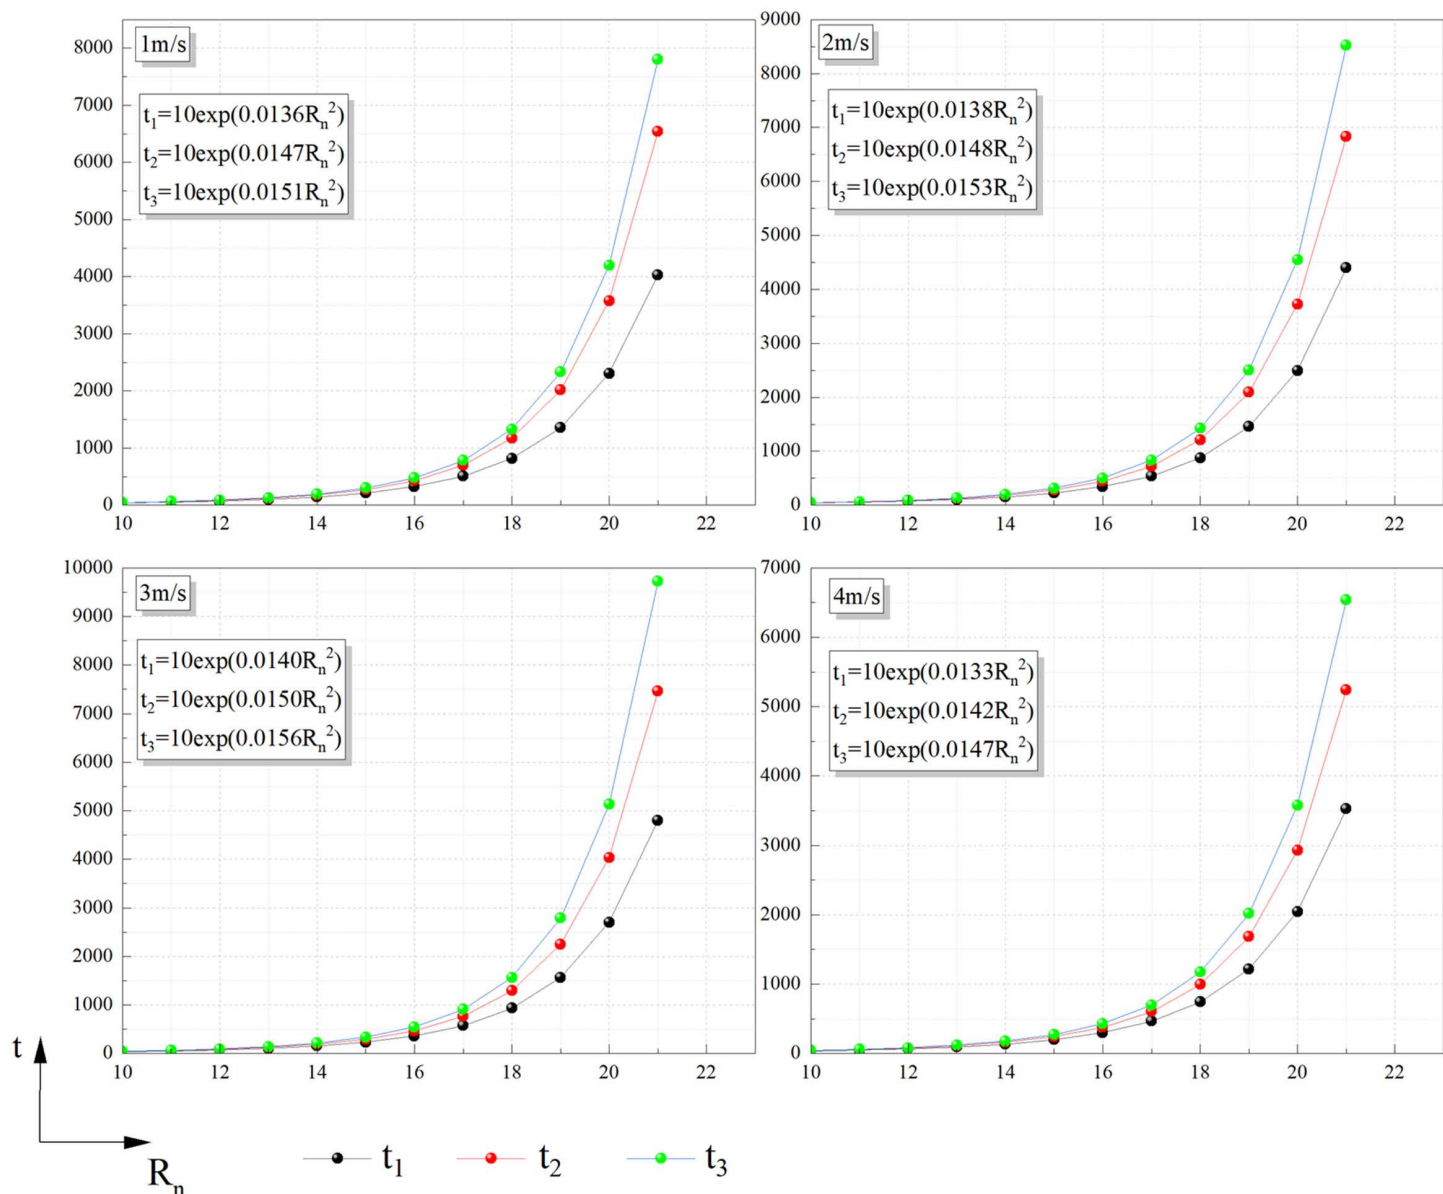 1m/s
t₁=10exp(0.0136Rₙ²)
t₂=10exp(0.0147Rₙ²)
t₃=10exp(0.0151Rₙ²)
8000
7000
6000
5000
4000
3000
2000
1000
0
10 12 14 16 18 20 22
2m/s
t₁=10exp(0.0138Rₙ²)
t₂=10exp(0.0148Rₙ²)
t₃=10exp(0.0153Rₙ²)
9000
8000
7000
6000
5000
4000
3000
2000
1000
0
10 12 14 16 18 20 22
3m/s
t₁=10exp(0.0140Rₙ²)
t₂=10exp(0.0150Rₙ²)
t₃=10exp(0.0156Rₙ²)
10000
9000
8000
7000
6000
5000
4000
3000
2000
1000
0
10 12 14 16 18 20 22
4m/s
t₁=10exp(0.0133Rₙ²)
t₂=10exp(0.0142Rₙ²)
t₃=10exp(0.0147Rₙ²)
7000
6000
5000
4000
3000
2000
1000
0
10 12 14 16 18 20 22
t
Rₙ
t₁ t₂ t₃